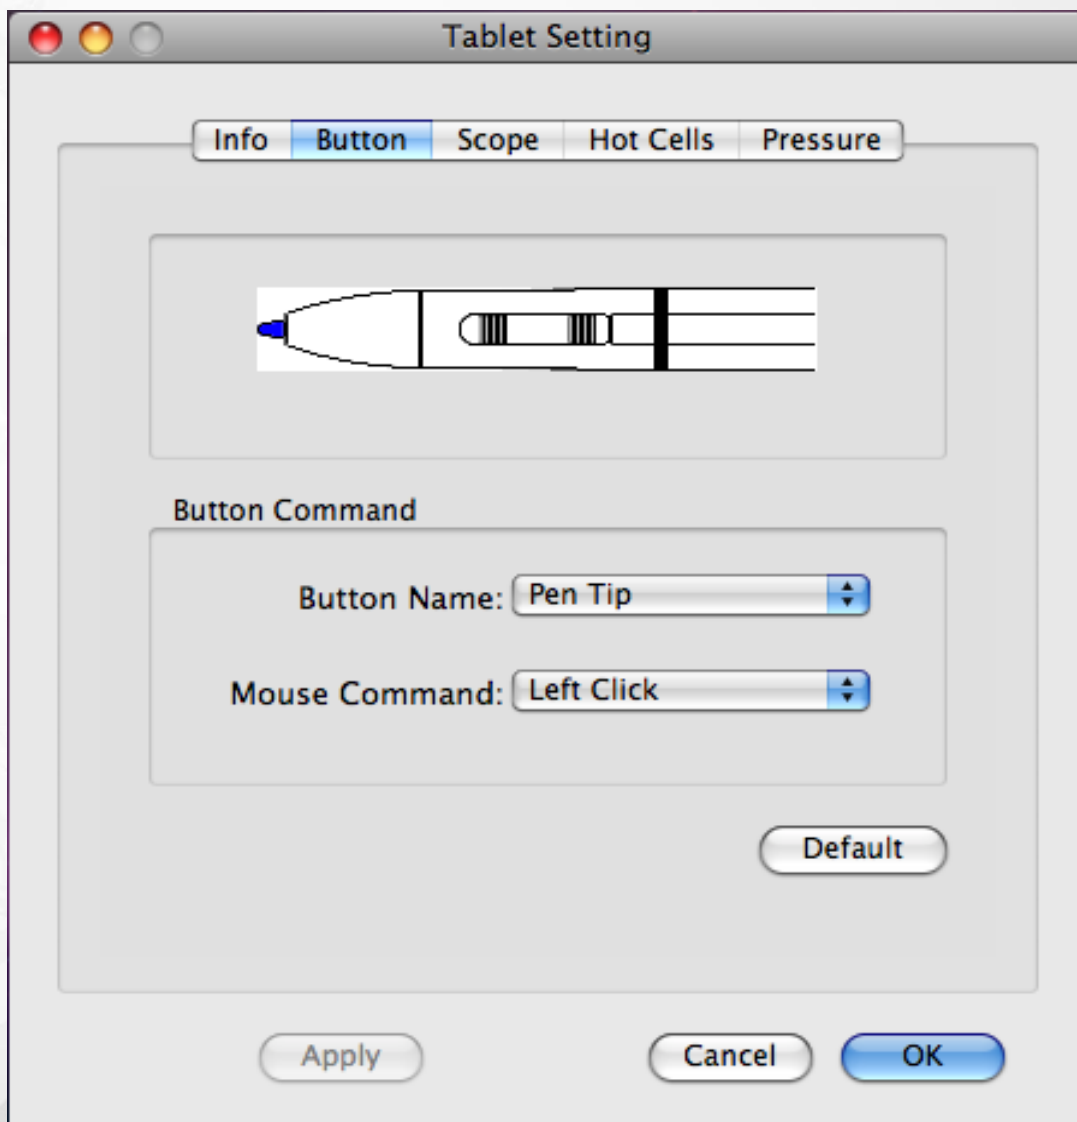 Tablet Setting
Info Button Scope Hot Cells Pressure
Button Command
Button Name: Pen Tip
Mouse Command: Left Click
Default
Apply Cancel OK